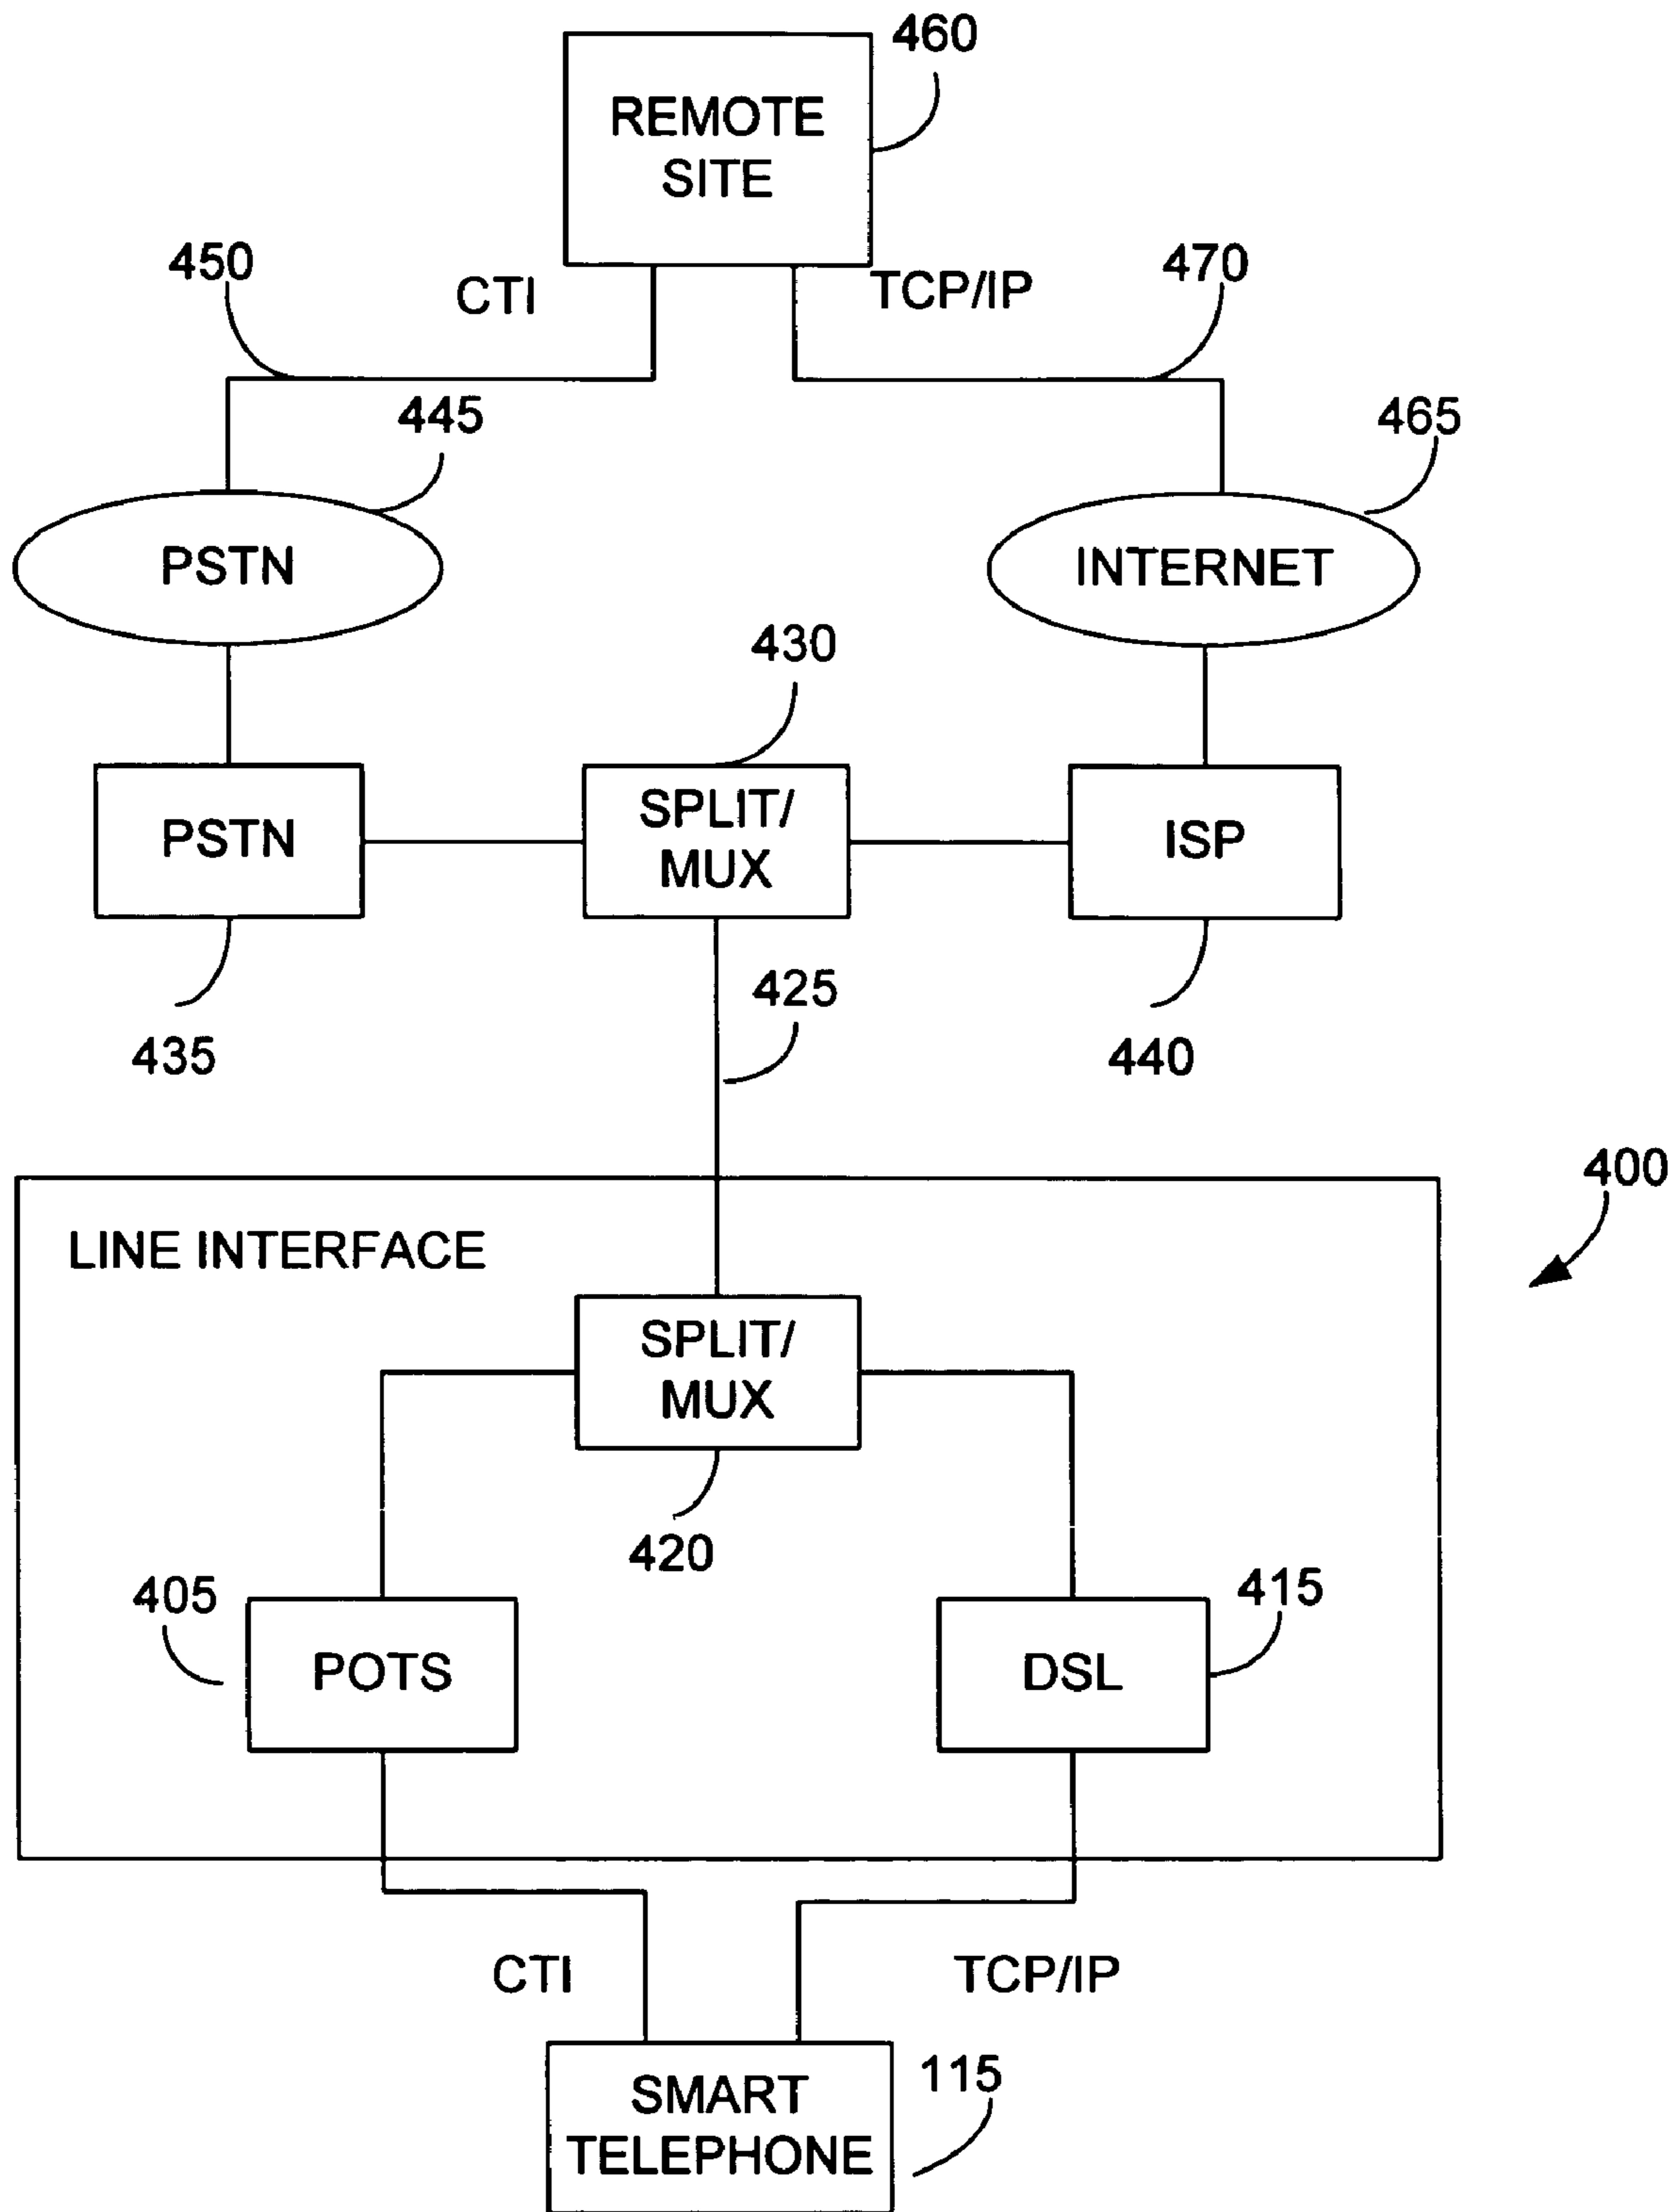 460
REMOTE
SITE
450
CTI
TCP/IP
470
445
465
PSTN
INTERNET
430
PSTN
SPLIT/
MUX
ISP
425
435
440
400
LINE INTERFACE
SPLIT/
MUX
420
405
415
POTS
DSL
CTI
TCP/IP
115
SMART
TELEPHONE